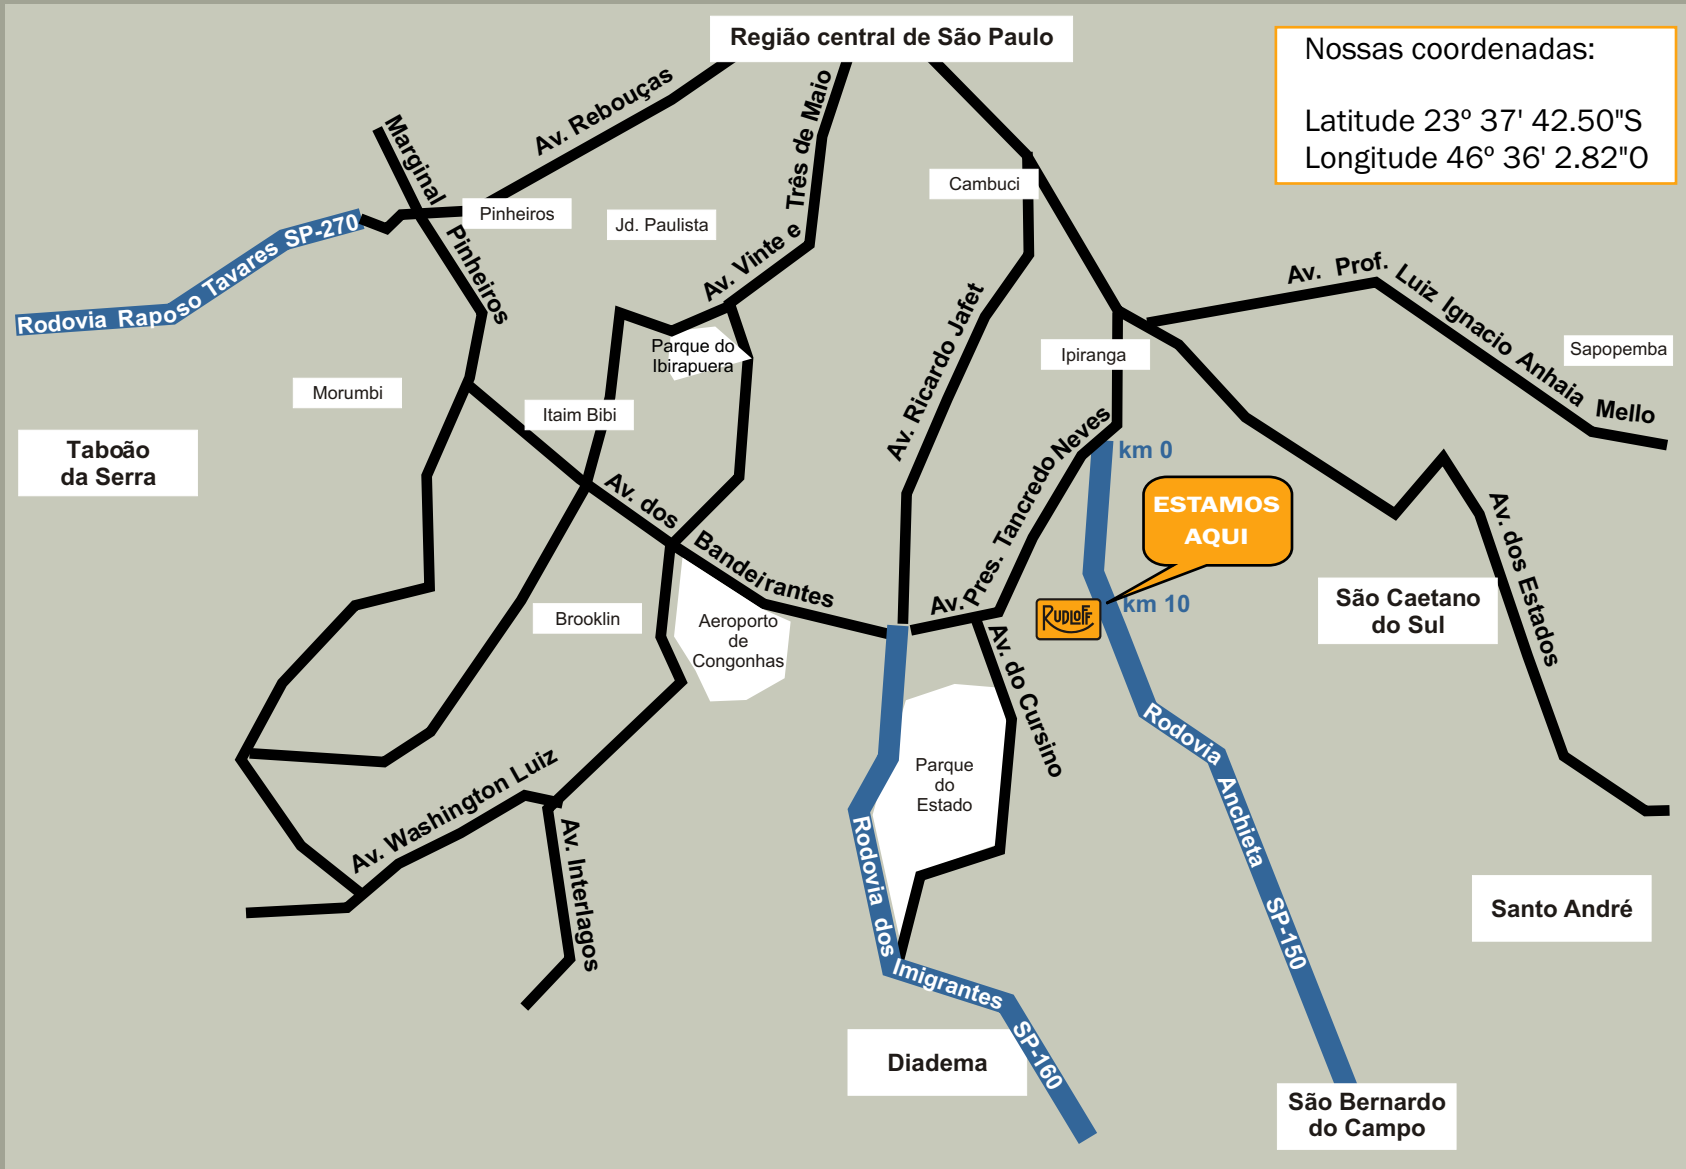 Região central de São Paulo
Nossas coordenadas:
Latitude 23º 37' 42.50"S
Longitude 46º 36' 2.82"O
Av. Rebouças
Marginal Pinheiros
Av. Vinte e Três de Maio
Cambuci
Pinheiros
Jd. Paulista
Rodovia Raposo Tavares SP-270
Av. Prof. Luiz Ignacio Anhaia Mello
Av. Ricardo Jafet
Parque do
Ibirapuera
Ipiranga
Sapopemba
Morumbi
Itaim Bibi
Taboão
da Serra
Av. Pres. Tancredo Neves
km 0
ESTAMOS
AQUI
Av. dos Bandeirantes
Av. dos Estados
Brooklin
Aeroporto
de
Congonhas
RUDLOFF
km 10
São Caetano
do Sul
Av. do Cursino
Rodovia Anchieta SP-150
Parque
do
Estado
Av. Washington Luiz
Av. Interlagos
Rodovia dos Imigrantes SP-160
Santo André
Diadema
São Bernardo
do Campo